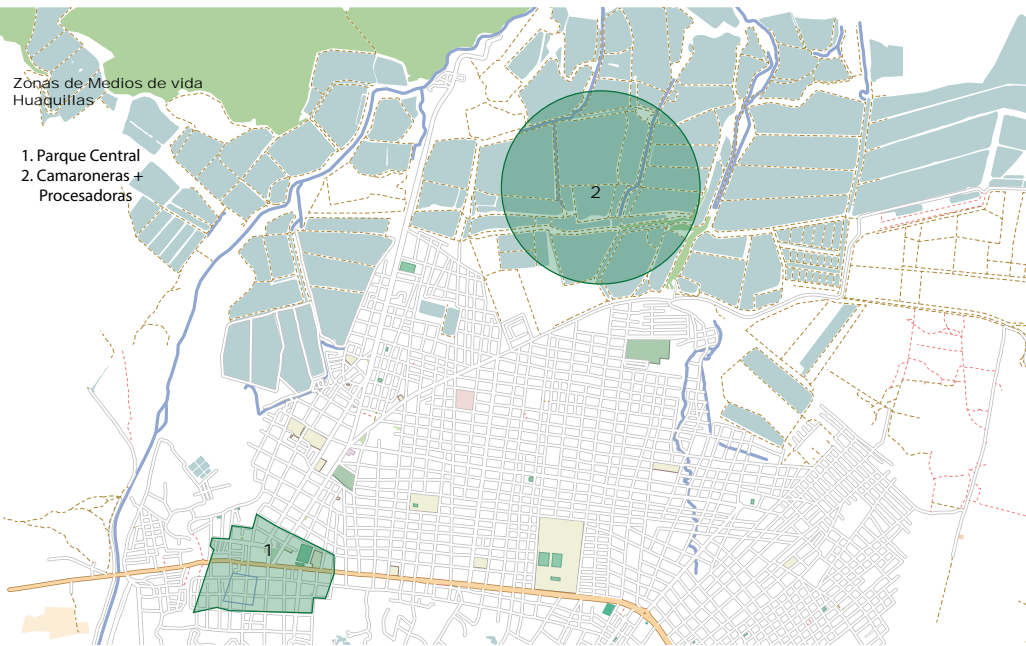 Zonas de Medios de vida
Huaquillas
1. Parque Central
2. Camaroneras +
Procesadoras
2
1